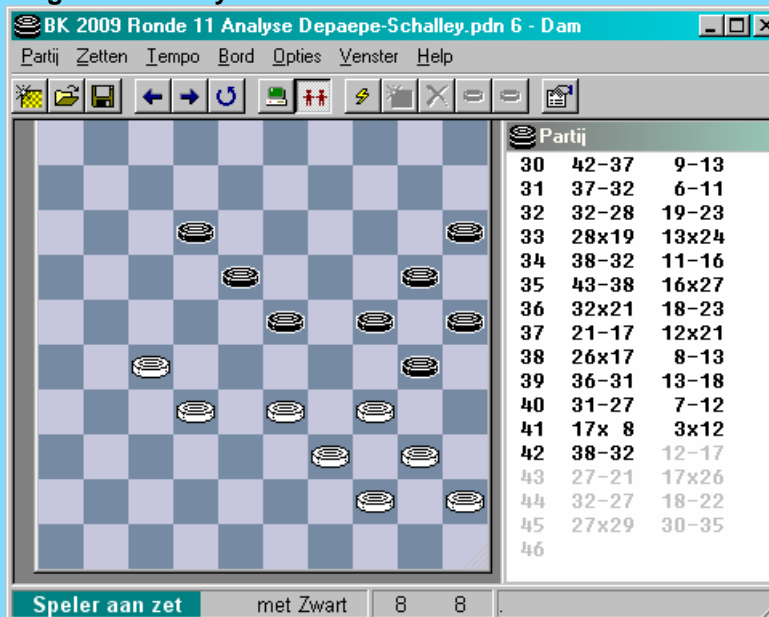 BK 2009 Ronde 11 Analyse Depaepe-Schalley.pdn 6 - Dam
Partij Zetten Tempo Bord Opties Venster Help
Partij
30 42-37 9-13
31 37-32 6-11
32 32-28 19-23
33 28x19 13x24
34 38-32 11-16
35 43-38 16x27
36 32x21 18-23
37 21-17 12x21
38 26x17 8-13
39 36-31 13-18
40 31-27 7-12
41 17x 8 3x12
42 38-32 12-17
43 27-21 17x26
44 32-27 18-22
45 27x29 30-35
46
Speler aan zet met Zwart 8 8 .